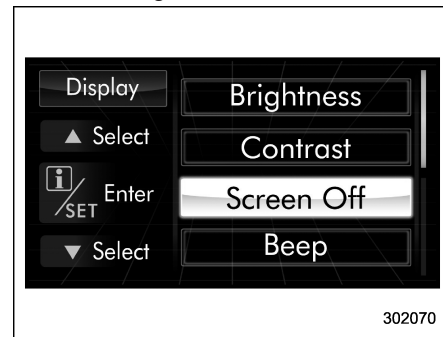 Display
▲ Select
i/SET Enter
▼ Select
Brightness
Contrast
Screen Off
Beep
302070